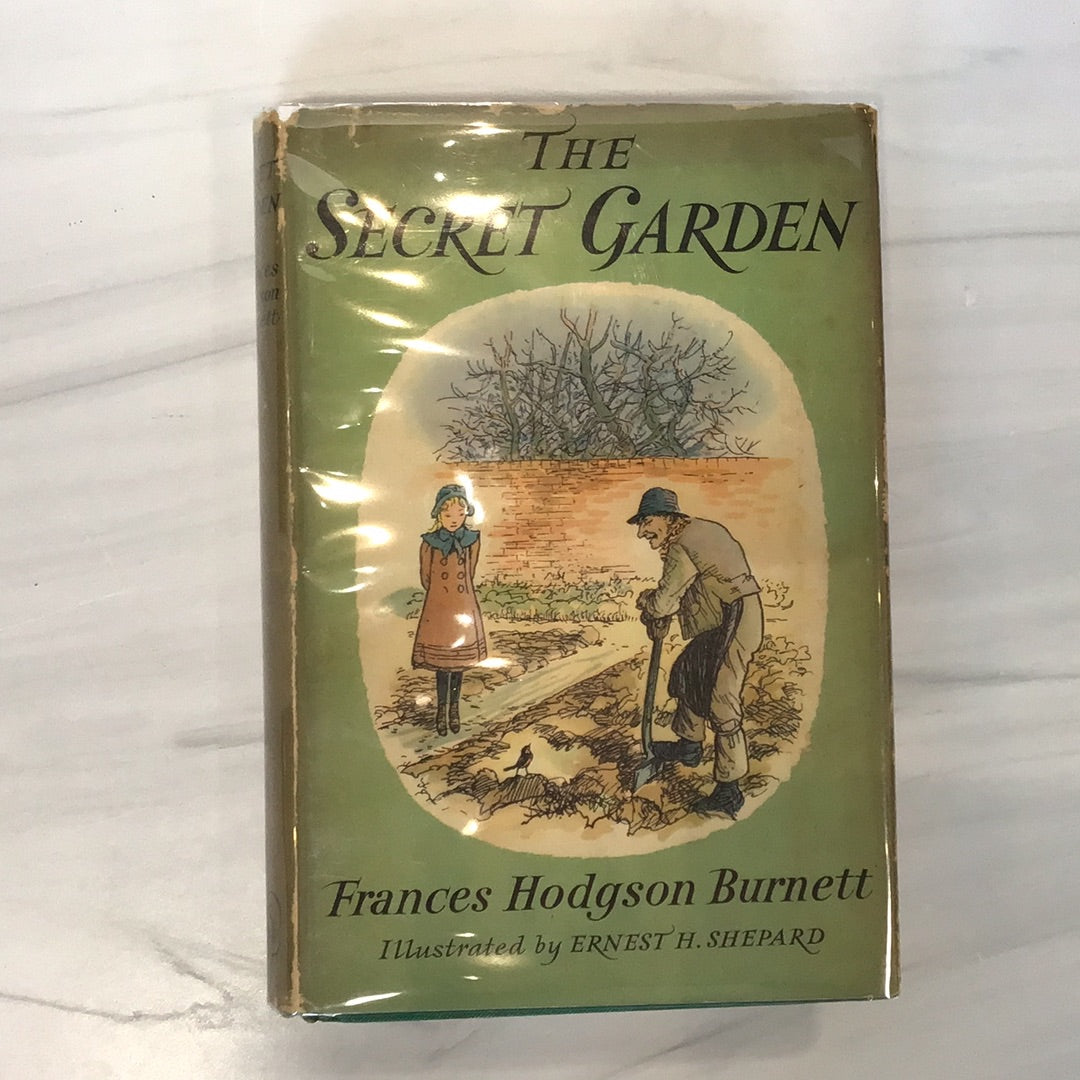 THE
SECRET GARDEN
Frances Hodgson Burnett
Illustrated by ERNEST H. SHEPARD